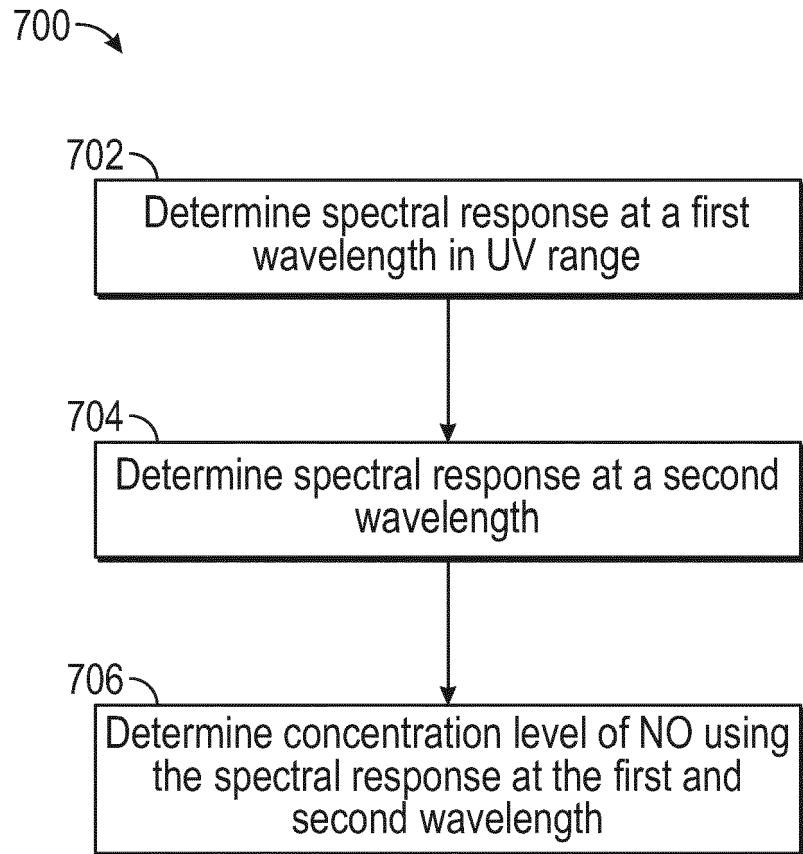 700
702
Determine spectral response at a first
wavelength in UV range
704
Determine spectral response at a second
wavelength
706
Determine concentration level of NO using
the spectral response at the first and
second wavelength